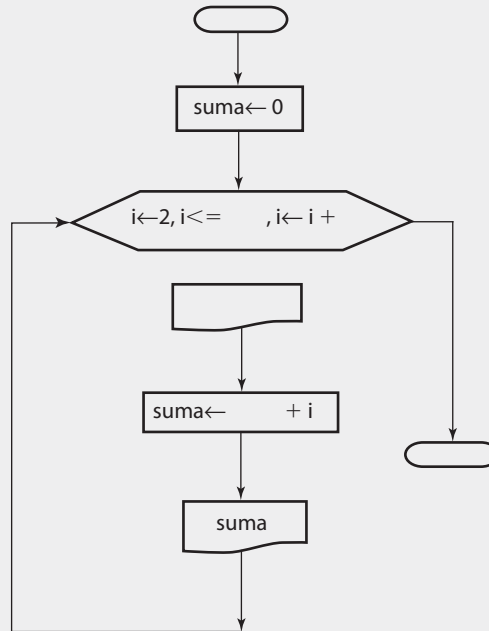 suma← 0
i←2, i<= , i← i +
suma← + i
suma